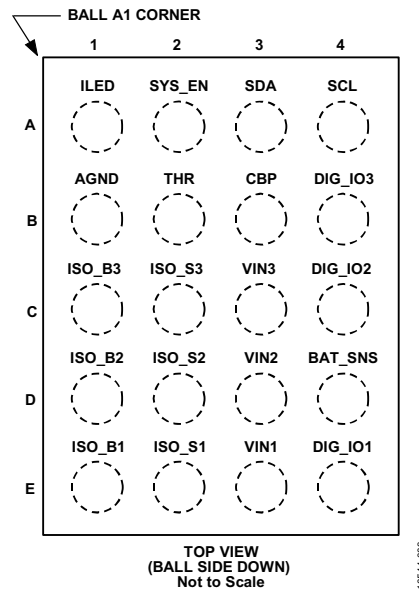 BALL A1 CORNER
1 2 3 4
ILED SYS_EN SDA SCL
A
AGND THR CBP DIG_IO3
B
ISO_B3 ISO_S3 VIN3 DIG_IO2
C
ISO_B2 ISO_S2 VIN2 BAT_SNS
D
ISO_B1 ISO_S1 VIN1 DIG_IO1
E
TOP VIEW
(BALL SIDE DOWN)
Not to Scale